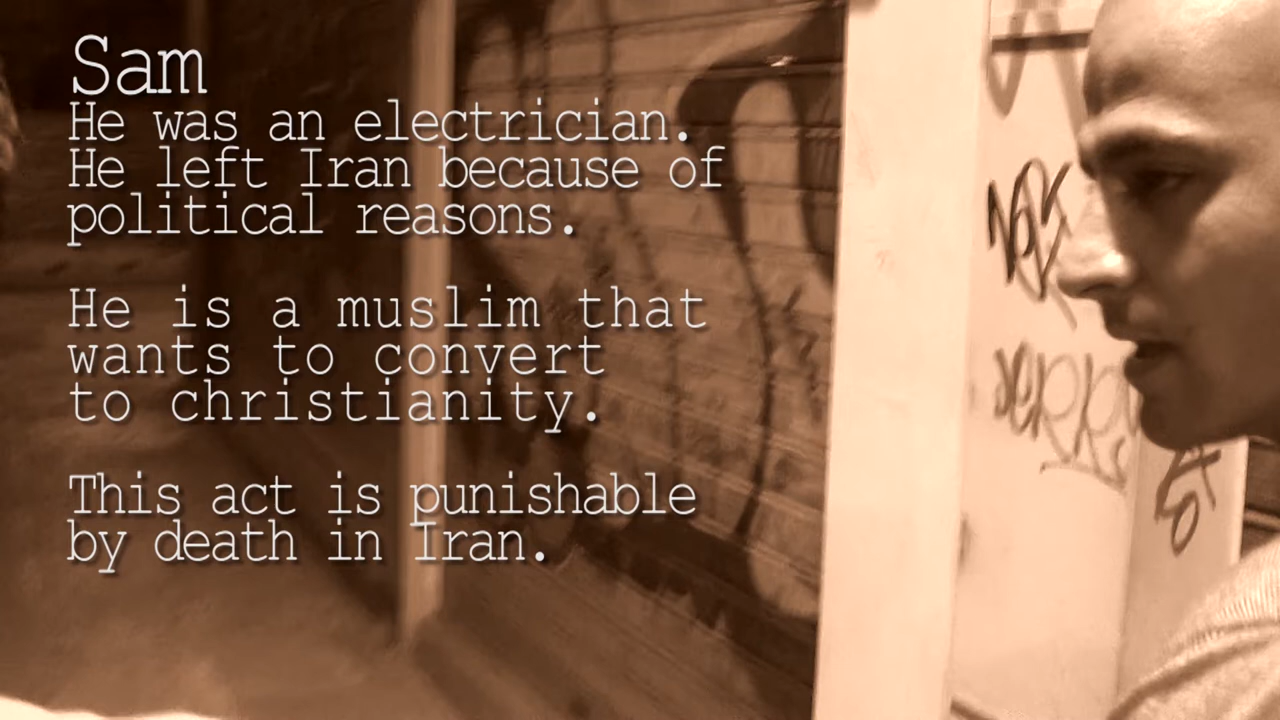 Sam
He was an electrician.
He left Iran because of
political reasons.
He is a muslim that
wants to convert
to christianity.
This act is punishable
by death in Iran.